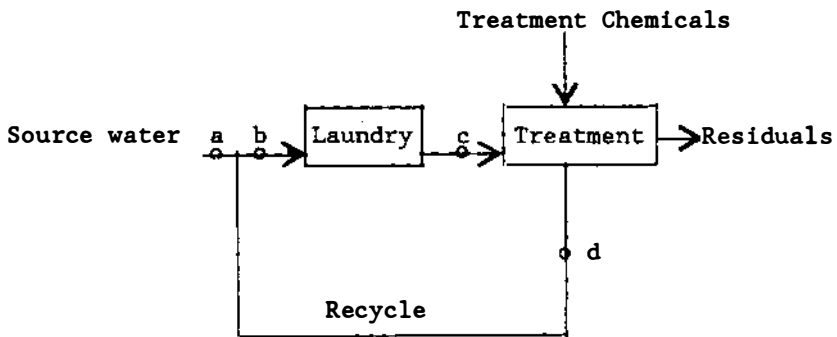 Treatment Chemicals
Source water a b Laundry c Treatment Residuals
d
Recycle